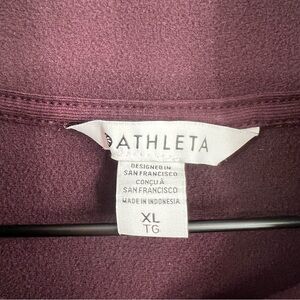 ATHLETA
DESIGNED IN
SAN FRANCISCO
CONÇU À
SAN FRANCISCO
MADE IN INDONESIA
XL
TG